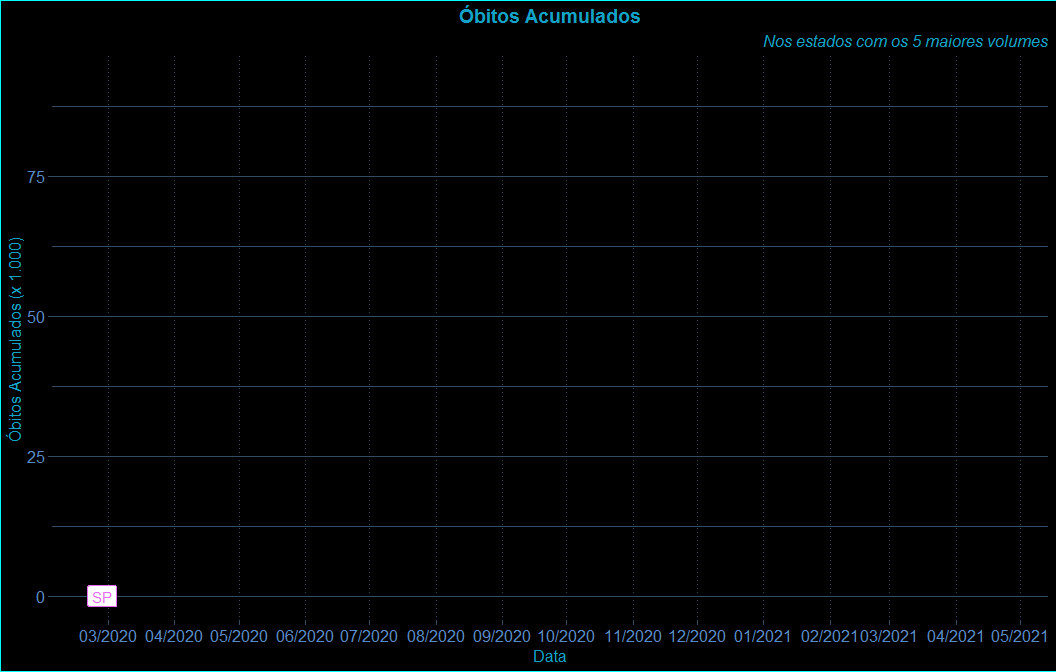 Óbitos Acumulados
Nos estados com os 5 maiores volumes
Óbitos Acumulados (x 1.000)
75
50
25
0
SP
03/2020 04/2020 05/2020 06/2020 07/2020 08/2020 09/2020 10/2020 11/2020 12/2020 01/2021 02/2021 03/2021 04/2021 05/2021
Data